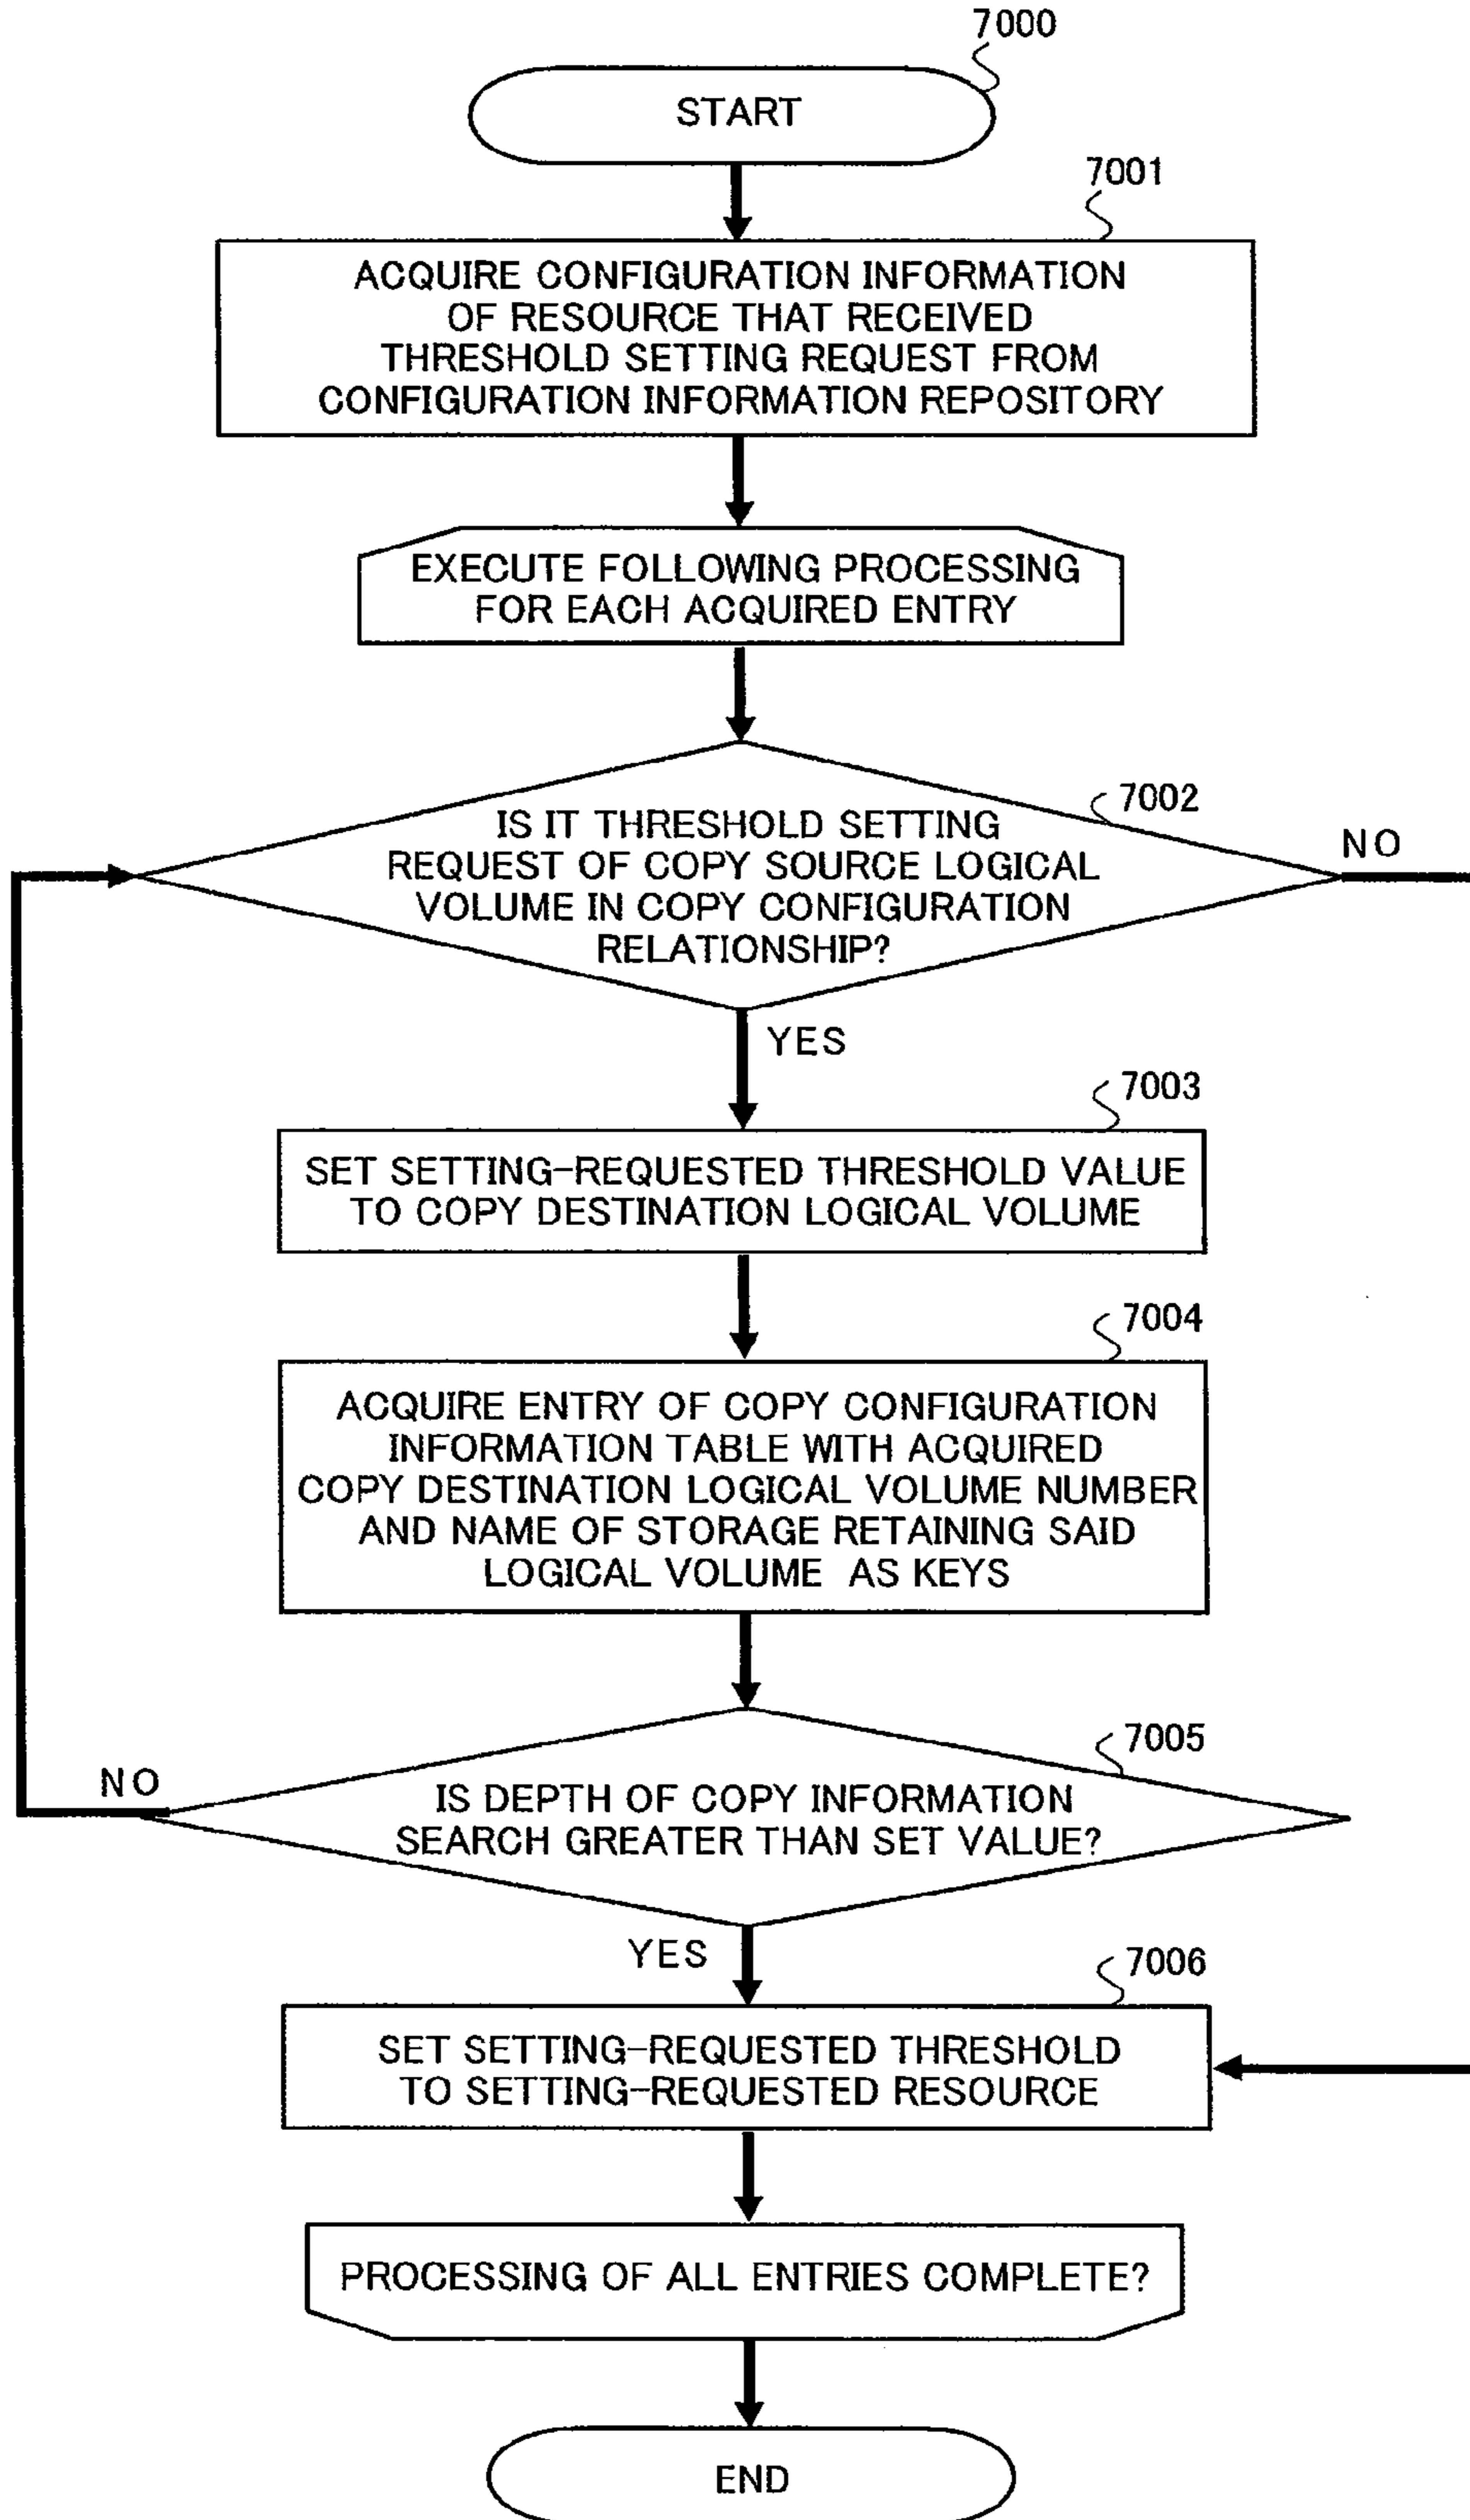 7000
START
7001
ACQUIRE CONFIGURATION INFORMATION
OF RESOURCE THAT RECEIVED
THRESHOLD SETTING REQUEST FROM
CONFIGURATION INFORMATION REPOSITORY
EXECUTE FOLLOWING PROCESSING
FOR EACH ACQUIRED ENTRY
7002
NO
IS IT THRESHOLD SETTING
REQUEST OF COPY SOURCE LOGICAL
VOLUME IN COPY CONFIGURATION
RELATIONSHIP?
YES
7003
SET SETTING-REQUESTED THRESHOLD VALUE
TO COPY DESTINATION LOGICAL VOLUME
7004
ACQUIRE ENTRY OF COPY CONFIGURATION
INFORMATION TABLE WITH ACQUIRED
COPY DESTINATION LOGICAL VOLUME NUMBER
AND NAME OF STORAGE RETAINING SAID
LOGICAL VOLUME AS KEYS
7005
NO
IS DEPTH OF COPY INFORMATION
SEARCH GREATER THAN SET VALUE?
YES
7006
SET SETTING-REQUESTED THRESHOLD
TO SETTING-REQUESTED RESOURCE
PROCESSING OF ALL ENTRIES COMPLETE?
END